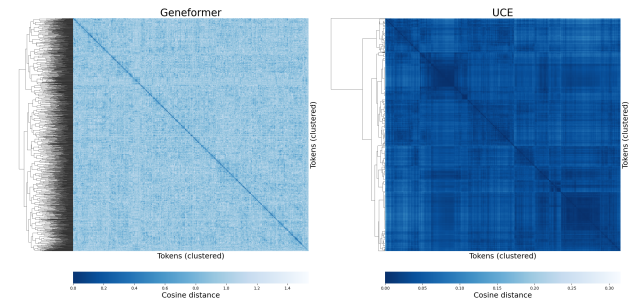 Geneformer
UCE
Tokens (clustered)
Tokens (clustered)
Tokens (clustered)
Tokens (clustered)
0.0 0.2 0.4 0.6 0.8 1.0 1.2 1.4
Cosine distance
0.00 0.05 0.10 0.15 0.20 0.25 0.30
Cosine distance